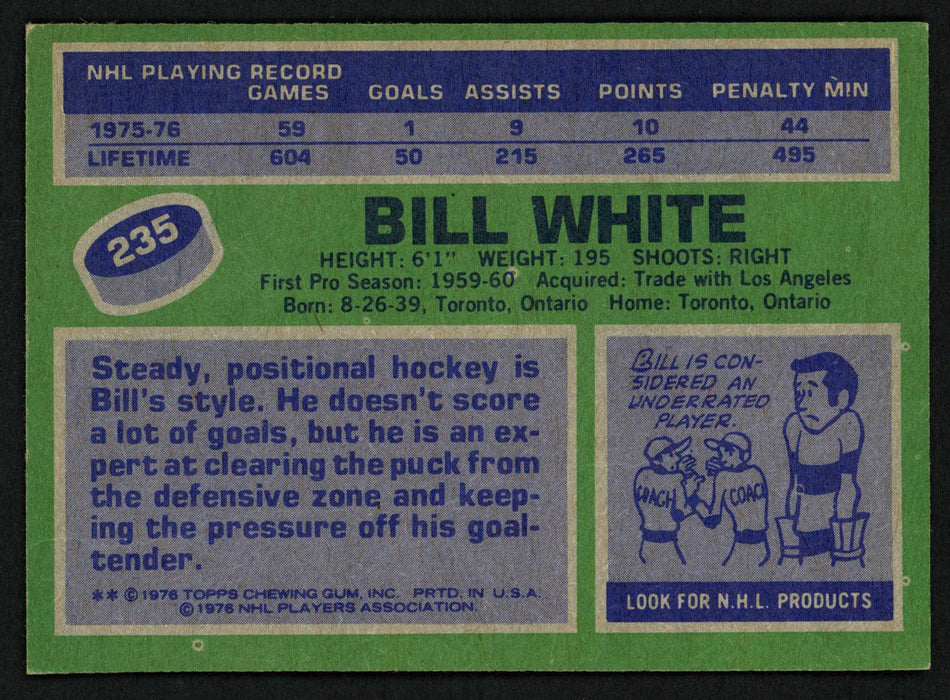 NHL PLAYING RECORD
GAMES GOALS ASSISTS POINTS PENALTY MIN
1975-76 59 1 9 10 44
LIFETIME 604 50 215 265 495
235
BILL WHITE
HEIGHT: 6'1" WEIGHT: 195 SHOOTS: RIGHT
First Pro Season: 1959-60 Acquired: Trade with Los Angeles
Born: 8-26-39, Toronto, Ontario Home: Toronto, Ontario
Steady, positional hockey is
Bill's style. He doesn't score
a lot of goals, but he is an ex-
pert at clearing the puck from
the defensive zone and keep-
ing the pressure off his goal-
tender.
** © 1976 TOPPS CHEWING GUM, INC. PRTD. IN U.S.A.
© 1976 NHL PLAYERS ASSOCIATION.
BILL IS CON-
SIDERED AN
UNDERRATED
PLAYER.
COACH COACH
LOOK FOR N.H.L. PRODUCTS